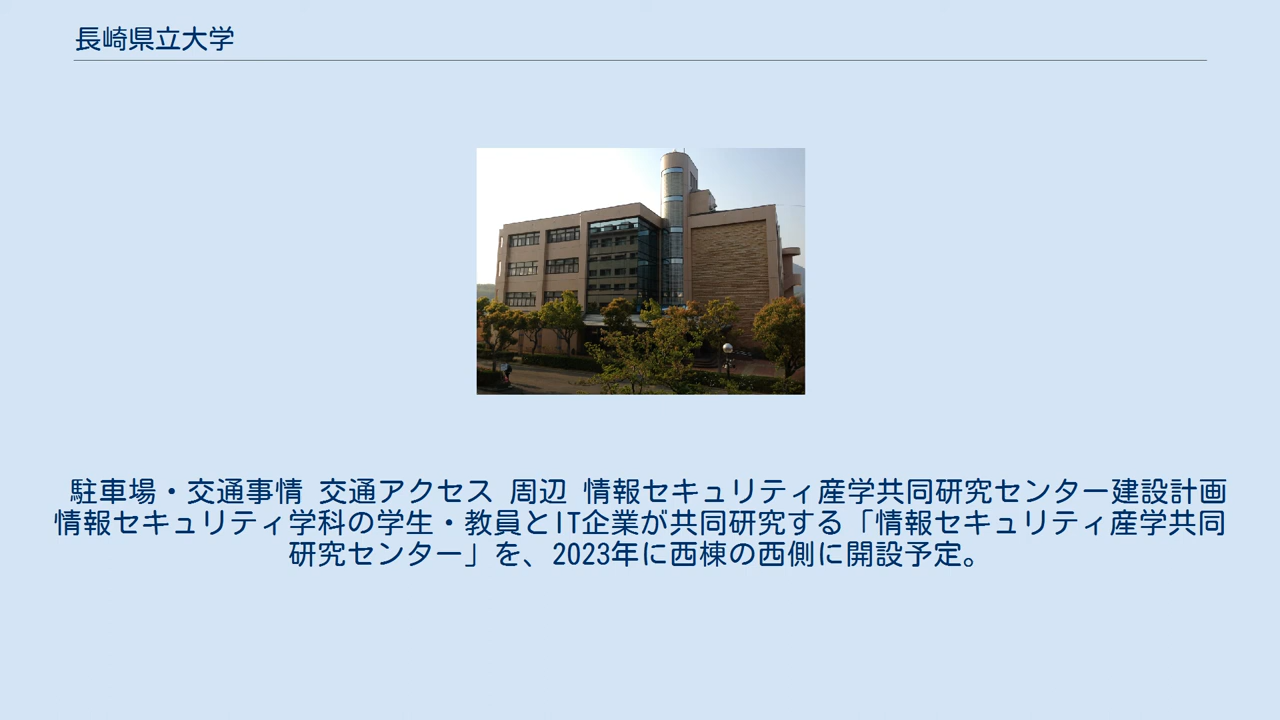 長崎県立大学
駐車場・交通事情 交通アクセス 周辺 情報セキュリティ産学共同研究センター建設計画
情報セキュリティ学科の学生・教員とIT企業が共同研究する「情報セキュリティ産学共同
研究センター」を、2023年に西棟の西側に開設予定。